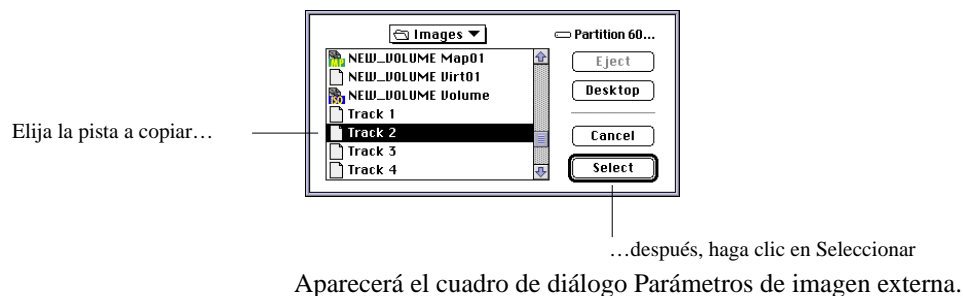 Images
Partition 60...
NEW_VOLUME Map01
NEW_VOLUME Virt01
NEW_VOLUME Volume
Track 1
Track 2
Track 3
Track 4
Eject
Desktop
Cancel
Select
Elija la pista a copiar…
…después, haga clic en Seleccionar
Aparecerá el cuadro de diálogo Parámetros de imagen externa.